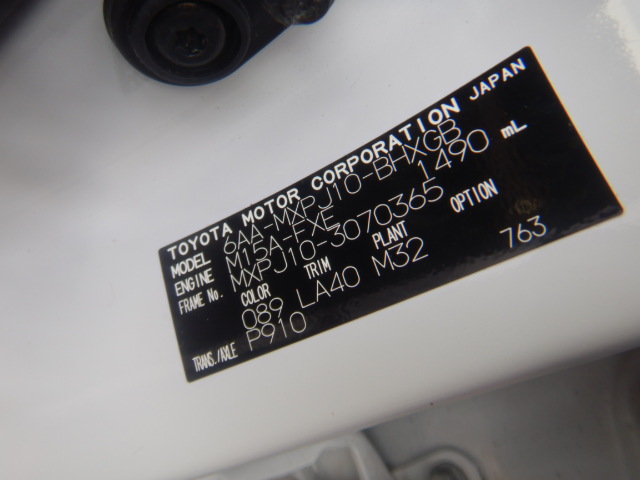 TOYOTA MOTOR CORPORATION JAPAN
MODEL 6AA-MXPJ10-BHXGB
ENGINE M15A-FXE 1490 mL
FRAME No. MXPJ10-3070365
COLOR TRIM PLANT OPTION
089 LA40 M32 763
TRANS./AXLE P910